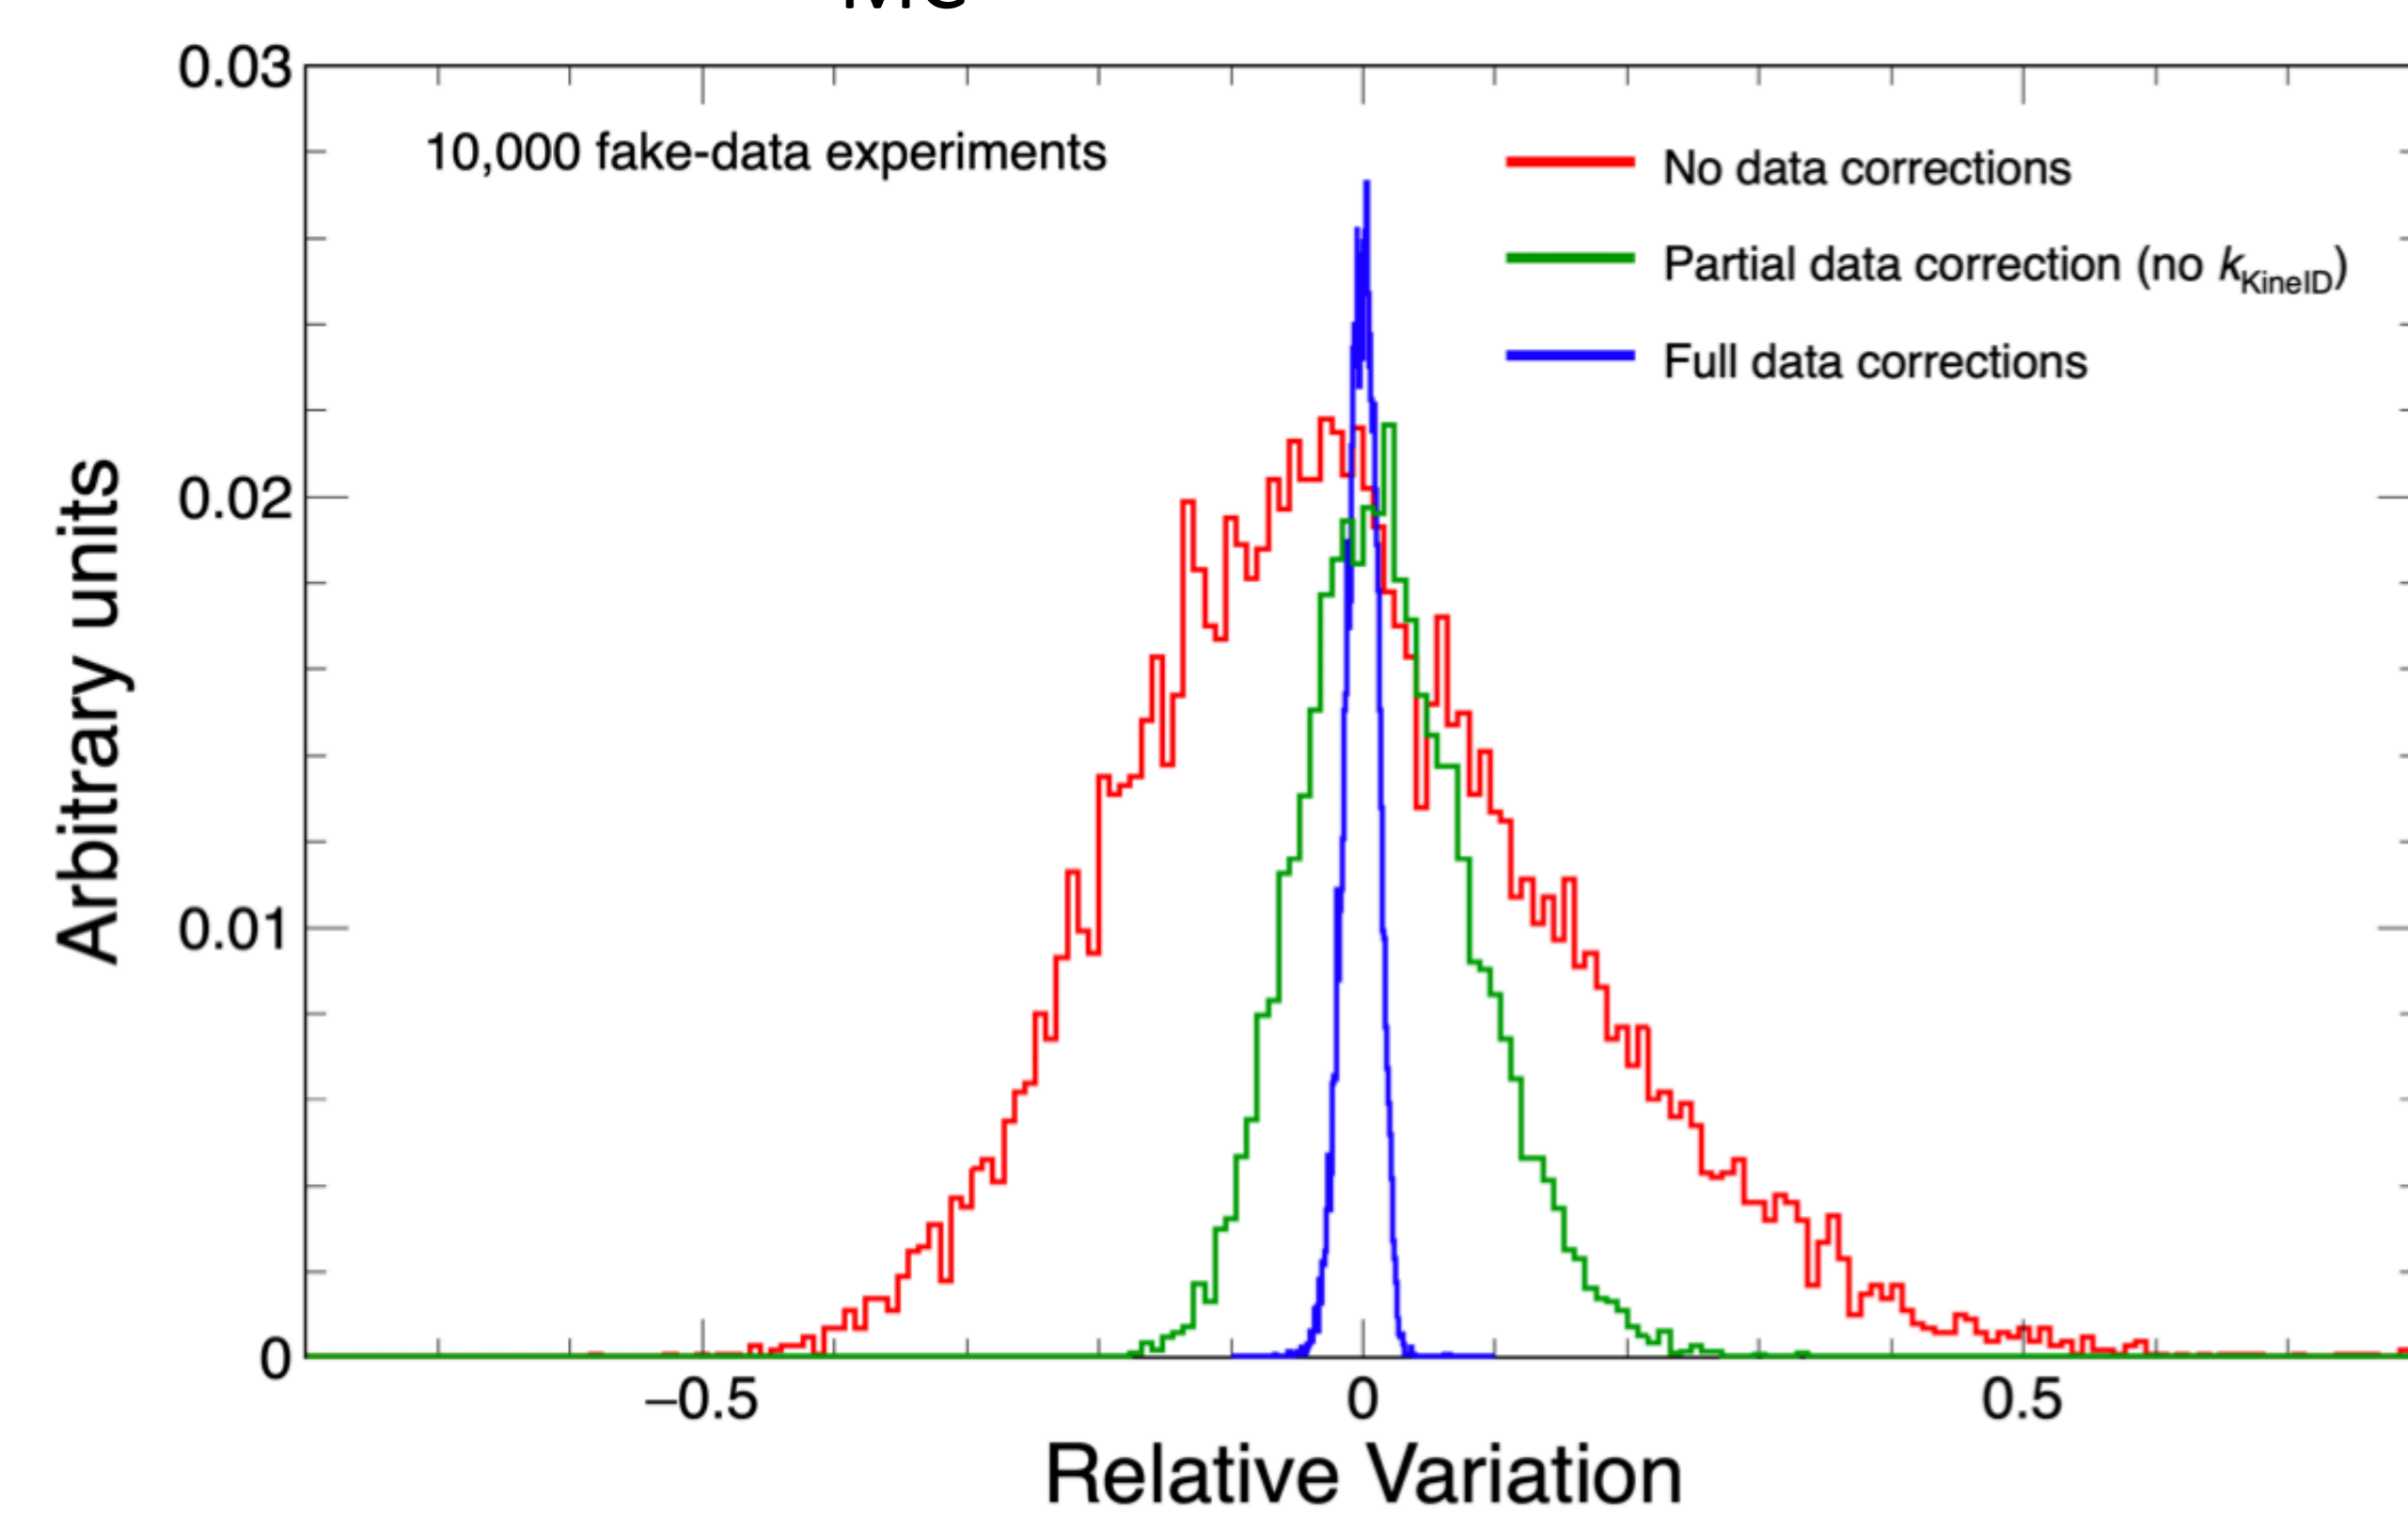 0.03
10,000 fake-data experiments
No data corrections
Partial data correction (no kKineID)
Full data corrections
0.02
0.01
0
Arbitrary units
−0.5
0
0.5
Relative Variation